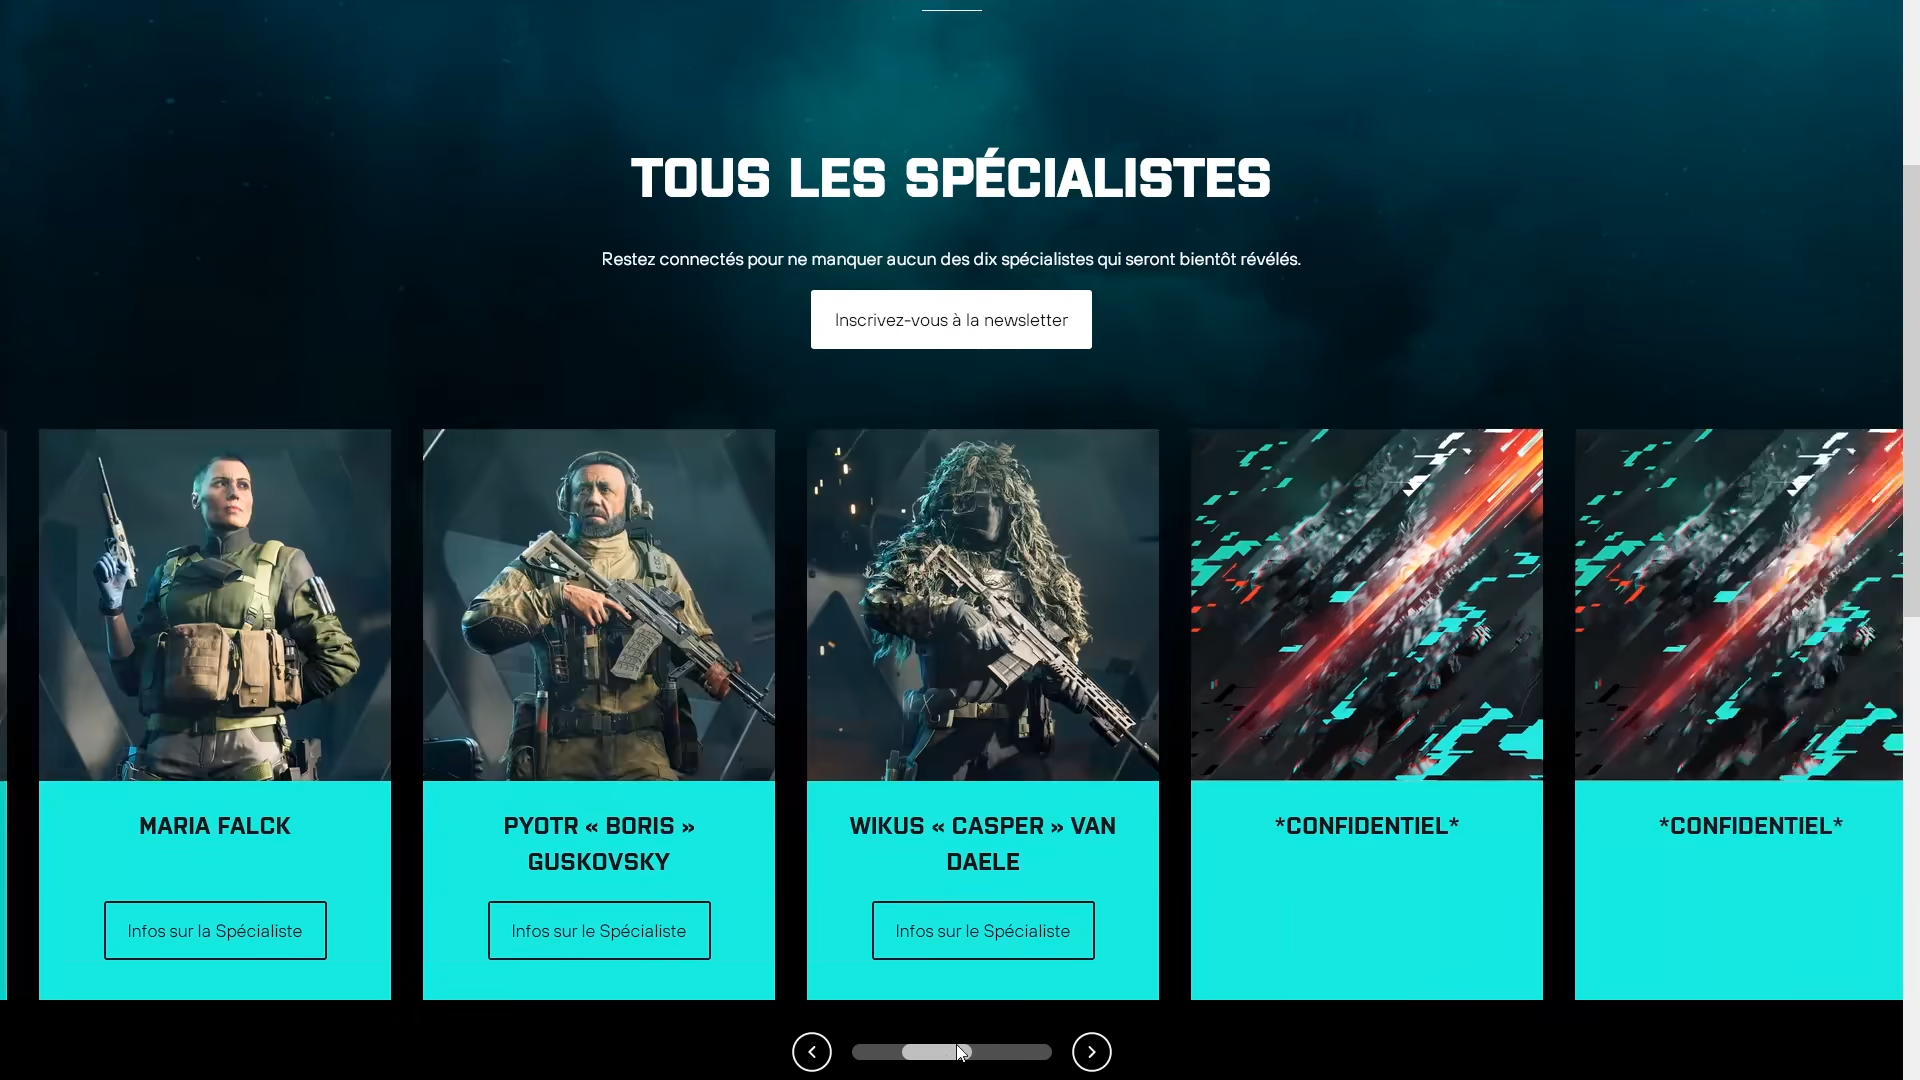 TOUS LES SPÉCIALISTES
Restez connectés pour ne manquer aucun des dix spécialistes qui seront bientôt révélés.
Inscrivez-vous à la newsletter
MARIA FALCK
Infos sur la Spécialiste
PYOTR « BORIS »
GUSKOVSKY
Infos sur le Spécialiste
WIKUS « CASPER » VAN
DAELE
Infos sur le Spécialiste
*CONFIDENTIEL*
*CONFIDENTIEL*